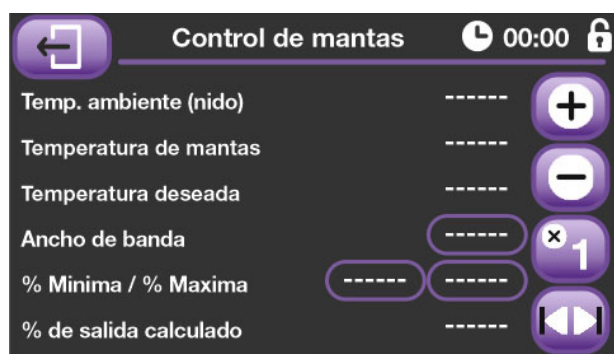 Control de mantas 00:00
Temp. ambiente (nido) ------
Temperatura de mantas ------
Temperatura deseada ------
Ancho de banda ------
% Minima / % Maxima ------ ------
% de salida calculado ------
+
−
×1